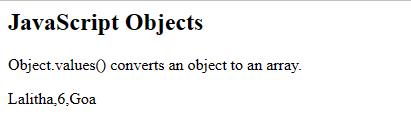 JavaScript Objects
Object.values() converts an object to an array.
Lalitha,6,Goa